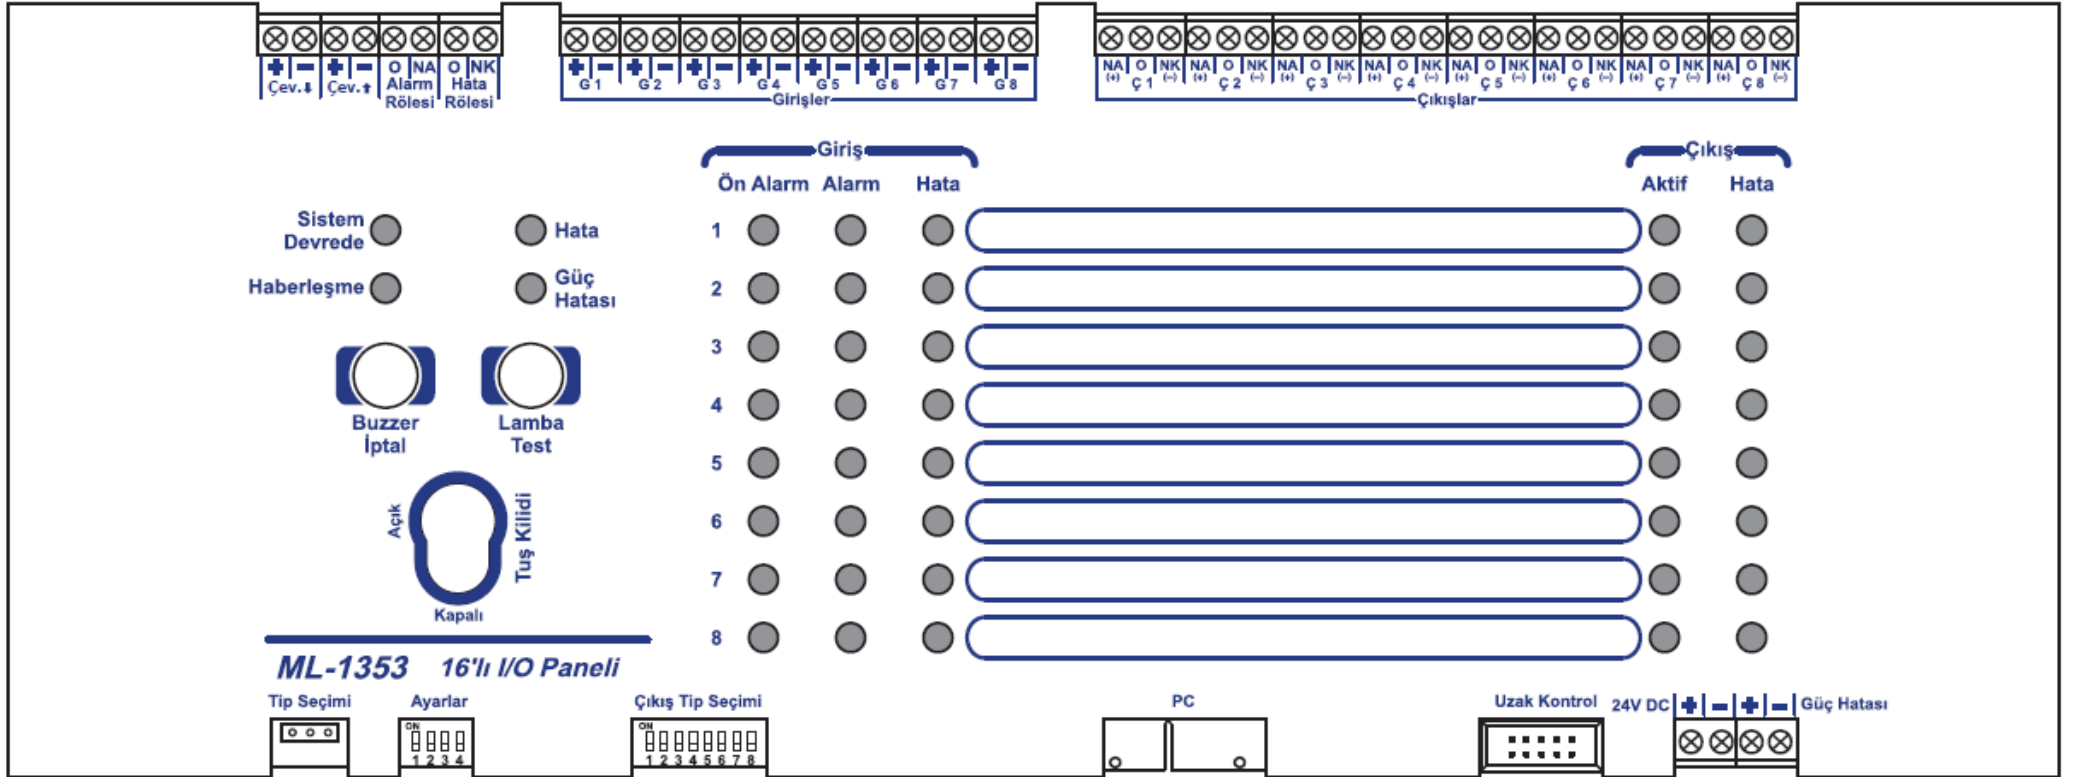 + - + - O NA O NK
Çev.⬇ Çev.⬆ Alarm Rölesi Hata Rölesi
+ - + - + - + - + - + - + - + -
G 1 G 2 G 3 G 4 G 5 G 6 G 7 G 8
Girişler
NA O NK NA O NK NA O NK NA O NK NA O NK NA O NK NA O NK NA O NK
(+) Ç 1 (-) (+) Ç 2 (-) (+) Ç 3 (-) (+) Ç 4 (-) (+) Ç 5 (-) (+) Ç 6 (-) (+) Ç 7 (-) (+) Ç 8 (-)
Çıkışlar
Giriş Çıkış
Ön Alarm Alarm Hata Aktif Hata
Sistem
Devrede
Hata
Haberleşme
Güç
Hatası
1
2
3
4
5
6
7
8
Buzzer
İptal
Lamba
Test
Açık
Tuş Kilidi
Kapalı
ML-1353 16'lı I/O Paneli
Tip Seçimi
Ayarlar
ON
1 2 3 4
Çıkış Tip Seçimi
ON
1 2 3 4 5 6 7 8
PC
Uzak Kontrol
24V DC + - + - Güç Hatası